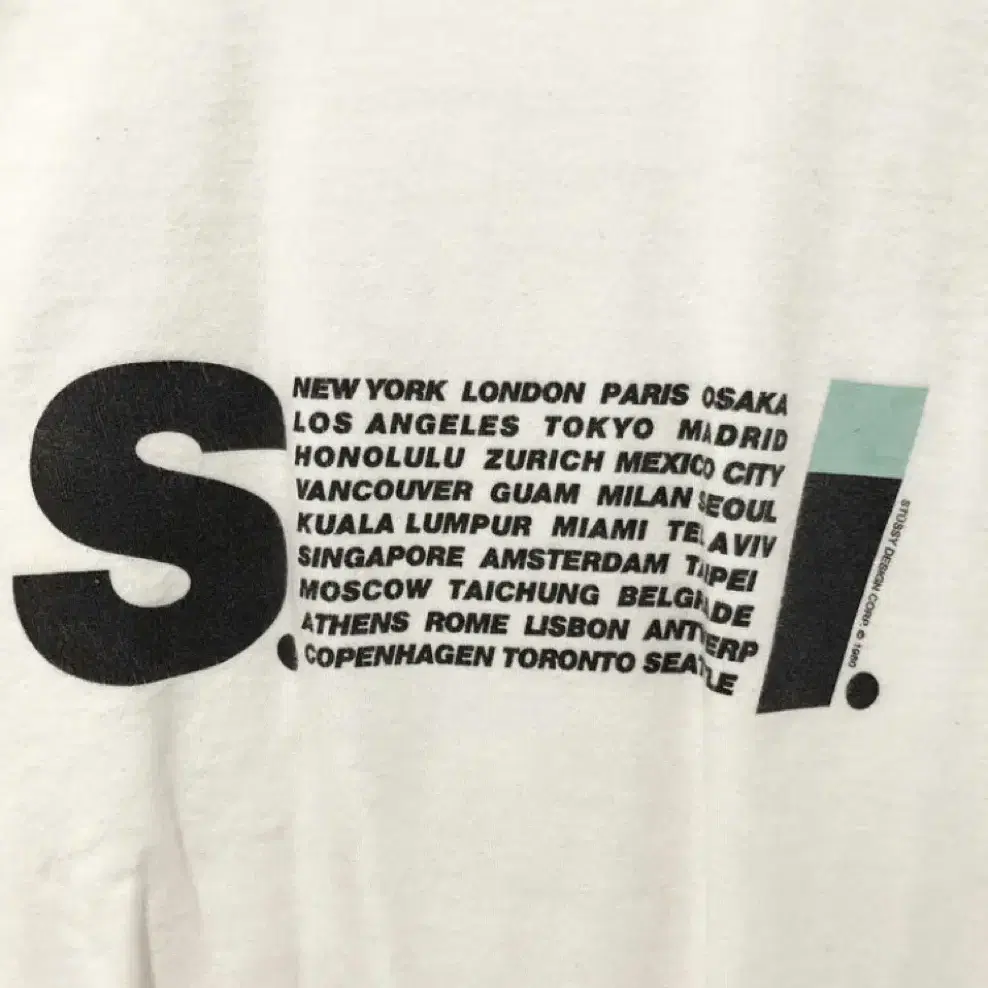 S.
NEW YORK LONDON PARIS OSAKA
LOS ANGELES TOKYO MADRID
HONOLULU ZURICH MEXICO CITY
VANCOUVER GUAM MILAN SEOUL
KUALA LUMPUR MIAMI TEL AVIV
SINGAPORE AMSTERDAM TAIPEI
MOSCOW TAICHUNG BELGRADE
ATHENS ROME LISBON ANTWERP
COPENHAGEN TORONTO SEATTLE
I.
STÜSSY DESIGN CORP. ©